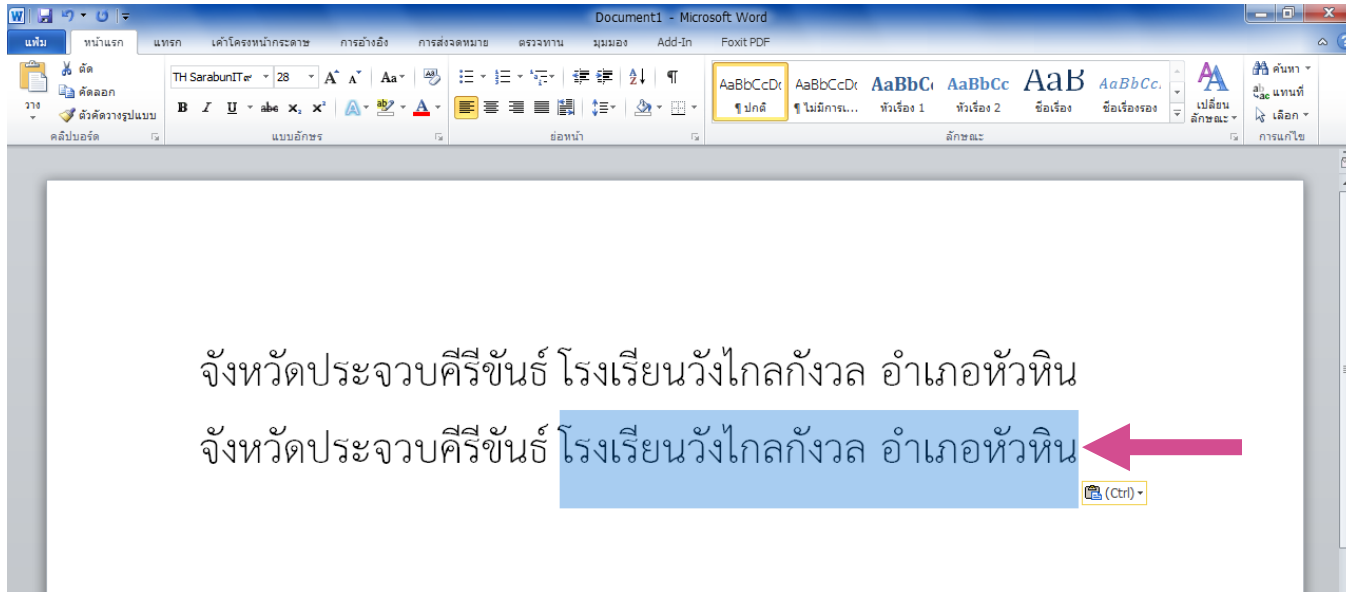 Document1 - Microsoft Word
แฟ้ม หน้าแรก แทรก เค้าโครงหน้ากระดาษ การอ้างอิง การส่งจดหมาย ตรวจทาน มุมมอง Add-In Foxit PDF
วาง
ตัด
คัดลอก
ตัวคัดวางรูปแบบ
คลิปบอร์ด
28
แบบอักษร
ย่อหน้า
AaBbCcDc AaBbCcDc AaBbC AaBbCc AaB AaBbCc.
¶ ปกติ ¶ ไม่มีการเ... หัวเรื่อง 1 หัวเรื่อง 2 ชื่อเรื่อง ชื่อเรื่องรอง
เปลี่ยน
ลักษณะ
ลักษณะ
ค้นหา
แทนที่
เลือก
การแก้ไข
จังหวัดประจวบคีรีขันธ์ โรงเรียนวังไกลกังวล อำเภอหัวหิน
จังหวัดประจวบคีรีขันธ์ โรงเรียนวังไกลกังวล อำเภอหัวหิน
(Ctrl)